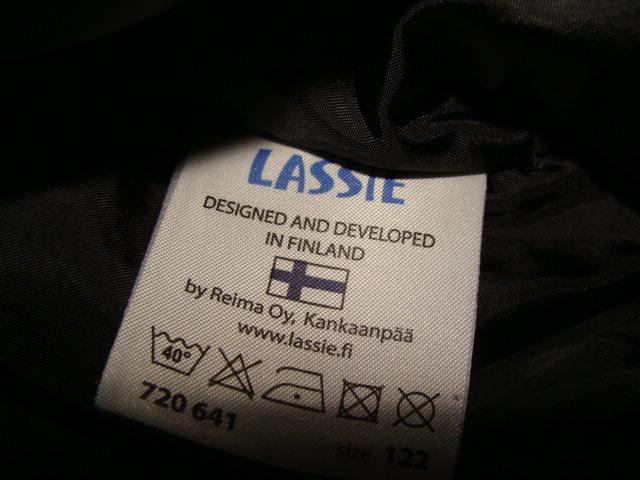 LASSIE
DESIGNED AND DEVELOPED
IN FINLAND
by Reima Oy, Kankaanpää
www.lassie.fi
40°
720 641
size 122